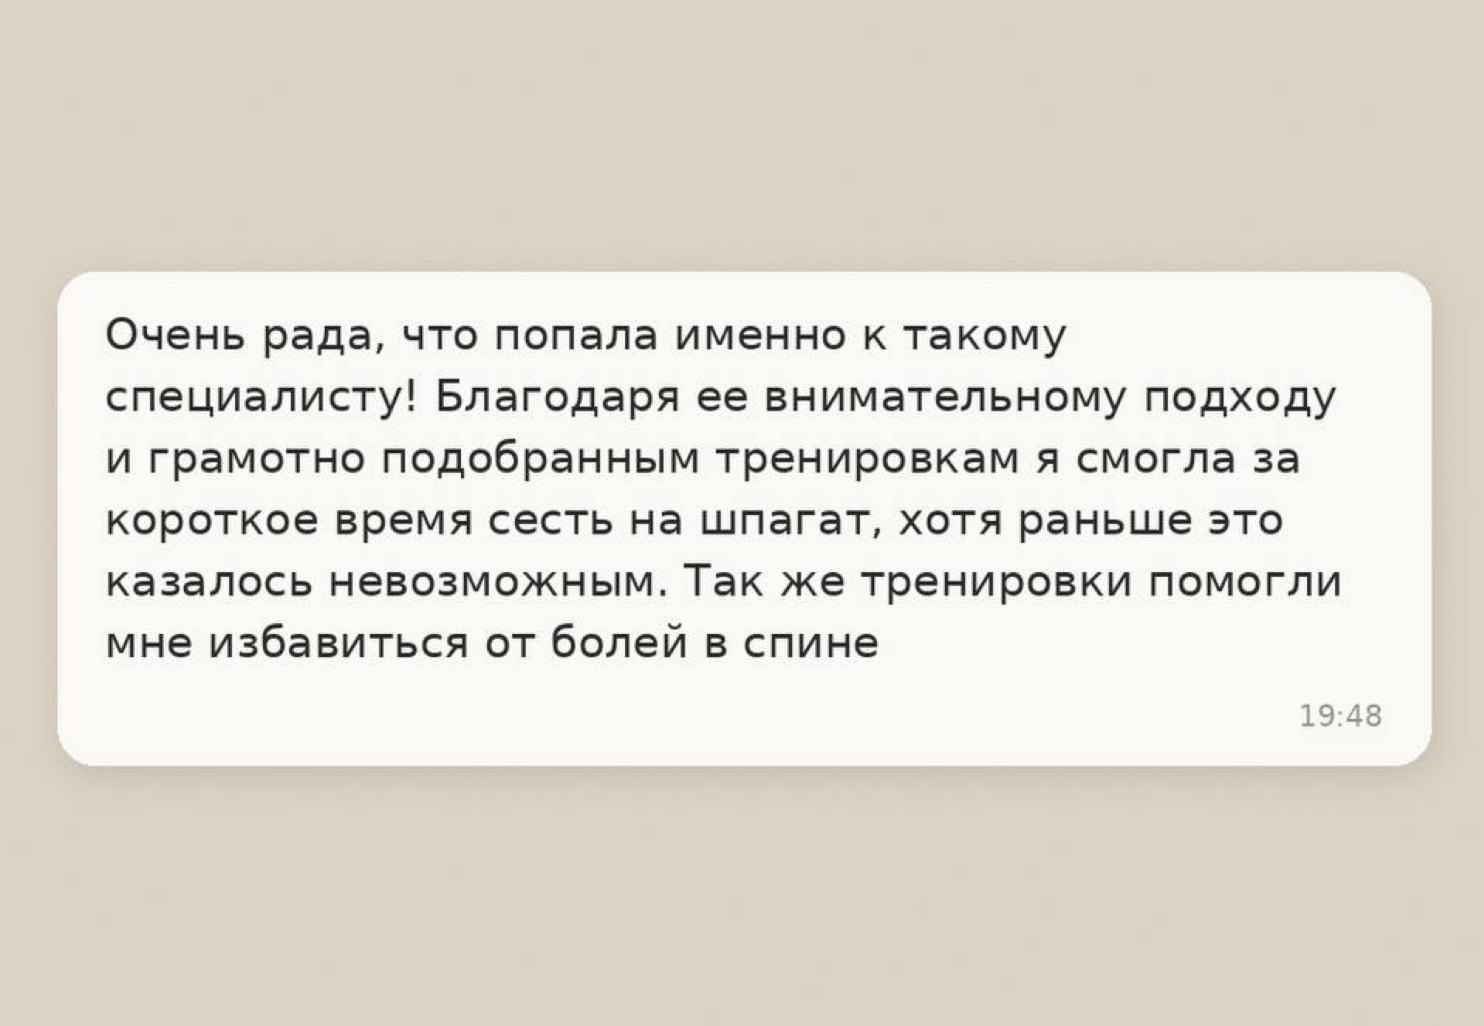 Очень рада, что попала именно к такому
специалисту! Благодаря ее внимательному подходу
и грамотно подобранным тренировкам я смогла за
короткое время сесть на шпагат, хотя раньше это
казалось невозможным. Так же тренировки помогли
мне избавиться от болей в спине
19:48